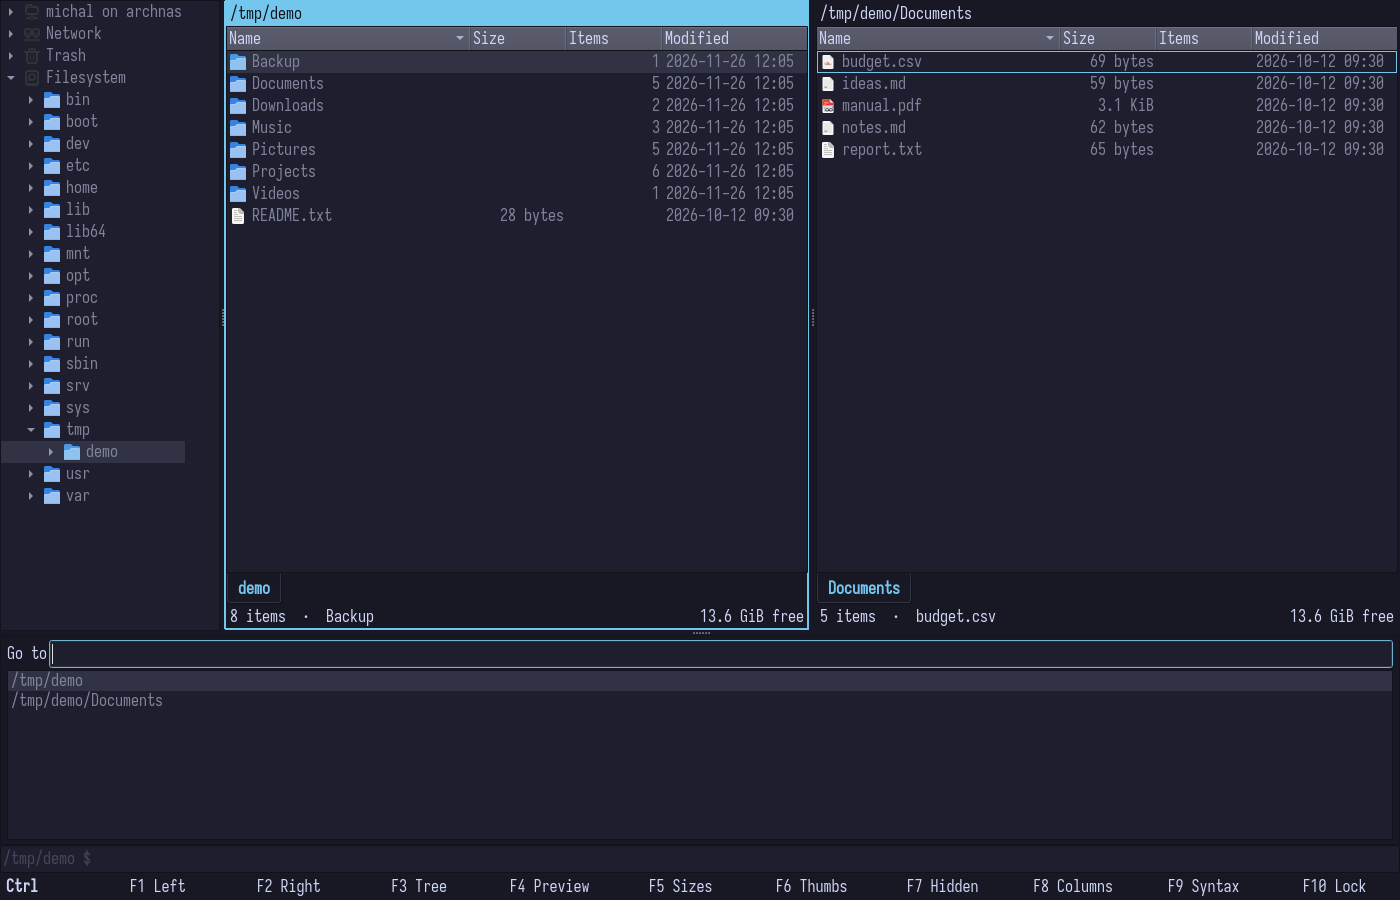 michal on archnas
Network
Trash
Filesystem
bin
boot
dev
etc
home
lib
lib64
mnt
opt
proc
root
run
sbin
srv
sys
tmp
demo
usr
var
/tmp/demo
Name Size Items Modified
Backup 1 2026-11-26 12:05
Documents 5 2026-11-26 12:05
Downloads 2 2026-11-26 12:05
Music 3 2026-11-26 12:05
Pictures 5 2026-11-26 12:05
Projects 6 2026-11-26 12:05
Videos 1 2026-11-26 12:05
README.txt 28 bytes 2026-10-12 09:30
demo
8 items · Backup 13.6 GiB free
/tmp/demo/Documents
Name Size Items Modified
budget.csv 69 bytes 2026-10-12 09:30
ideas.md 59 bytes 2026-10-12 09:30
manual.pdf 3.1 KiB 2026-10-12 09:30
notes.md 62 bytes 2026-10-12 09:30
report.txt 65 bytes 2026-10-12 09:30
Documents
5 items · budget.csv 13.6 GiB free
Go to
/tmp/demo
/tmp/demo/Documents
/tmp/demo $
Ctrl F1 Left F2 Right F3 Tree F4 Preview F5 Sizes F6 Thumbs F7 Hidden F8 Columns F9 Syntax F10 Lock